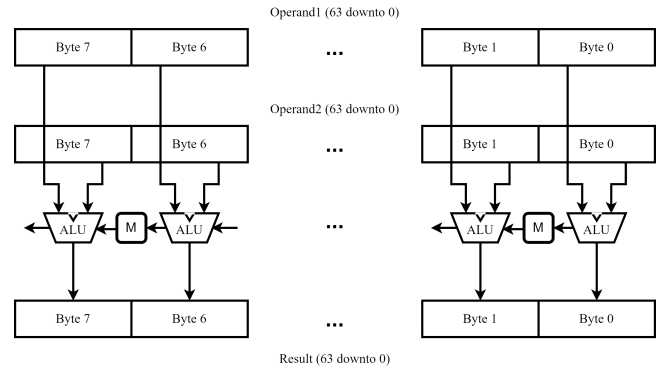 Operand1 (63 downto 0)
Byte 7 Byte 6 ... Byte 1 Byte 0
Operand2 (63 downto 0)
Byte 7 Byte 6 ... Byte 1 Byte 0
ALU M ALU ... ALU M ALU
Byte 7 Byte 6 ... Byte 1 Byte 0
Result (63 downto 0)